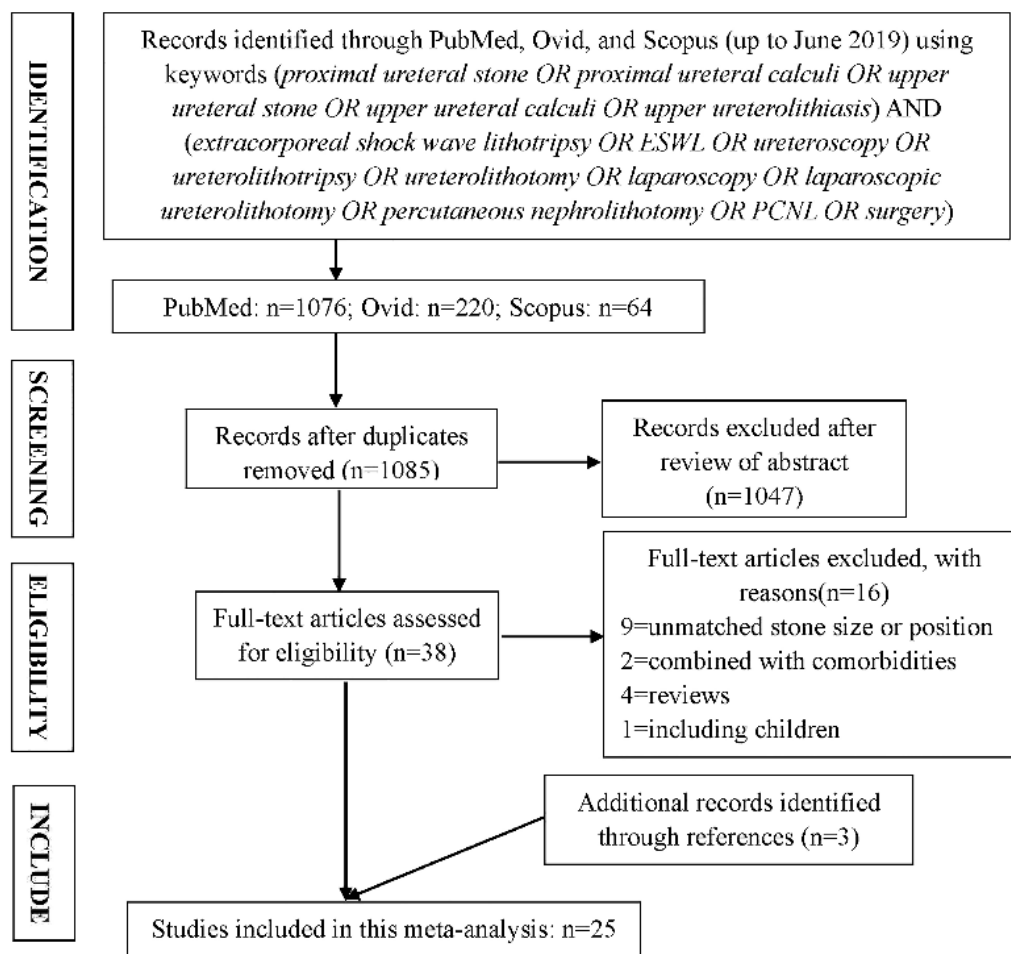 IDENTIFICATION
Records identified through PubMed, Ovid, and Scopus (up to June 2019) using
keywords (proximal ureteral stone OR proximal ureteral calculi OR upper
ureteral stone OR upper ureteral calculi OR upper ureterolithiasis) AND
(extracorporeal shock wave lithotripsy OR ESWL OR ureteroscopy OR
ureterolithotripsy OR ureterolithotomy OR laparoscopy OR laparoscopic
ureterolithotomy OR percutaneous nephrolithotomy OR PCNL OR surgery)
PubMed: n=1076; Ovid: n=220; Scopus: n=64
SCREENING
Records after duplicates
removed (n=1085)
Records excluded after
review of abstract
(n=1047)
ELIGIBILITY
Full-text articles assessed
for eligibility (n=38)
Full-text articles excluded, with
reasons(n=16)
9=unmatched stone size or position
2=combined with comorbidities
4=reviews
1=including children
INCLUDE
Additional records identified
through references (n=3)
Studies included in this meta-analysis: n=25